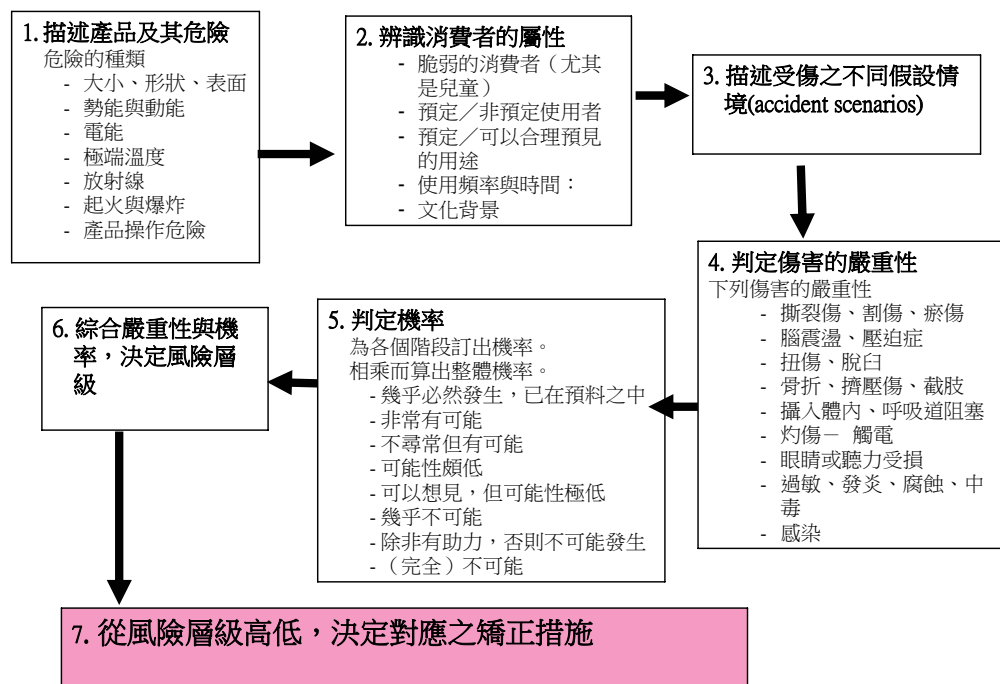 1. 描述產品及其危險
危險的種類
- 大小、形狀、表面
- 勢能與動能
- 電能
- 極端溫度
- 放射線
- 起火與爆炸
- 產品操作危險
2. 辨識消費者的屬性
- 脆弱的消費者（尤其
是兒童）
- 預定／非預定使用者
- 預定／可以合理預見
的用途
- 使用頻率與時間：
- 文化背景
3. 描述受傷之不同假設情
境(accident scenarios)
4. 判定傷害的嚴重性
下列傷害的嚴重性
- 撕裂傷、割傷、瘀傷
- 腦震盪、壓迫症
- 扭傷、脫臼
- 骨折、擠壓傷、截肢
- 攝入體內、呼吸道阻塞
- 灼傷－ 觸電
- 眼睛或聽力受損
- 過敏、發炎、腐蝕、中
毒
- 感染
5. 判定機率
為各個階段訂出機率。
相乘而算出整體機率。
- 幾乎必然發生，已在預料之中
- 非常有可能
- 不尋常但有可能
- 可能性頗低
- 可以想見，但可能性極低
- 幾乎不可能
- 除非有助力，否則不可能發生
- （完全）不可能
6. 綜合嚴重性與機
率，決定風險層
級
7. 從風險層級高低，決定對應之矯正措施